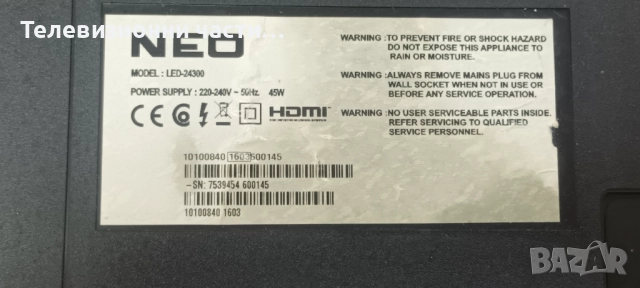 Телевизионни части...
NEO
MODEL : LED-24300
POWER SUPPLY : 220-240V ~ 50Hz. 45W
CE HDMI
10100840 1603 600145
-SN: 7539454 600145
10100840 1603
WARNING : TO PREVENT FIRE OR SHOCK HAZARD
DO NOT EXPOSE THIS APPLIANCE TO
RAIN OR MOISTURE.
WARNING : ALWAYS REMOVE MAINS PLUG FROM
WALL SOCKET WHEN NOT IN USE OR
BEFORE ANY SERVICE OPERATION.
WARNING : NO USER SERVICEABLE PARTS INSIDE.
REFER SERVICING TO QUALIFIED
SERVICE PERSONNEL.
BAZAR